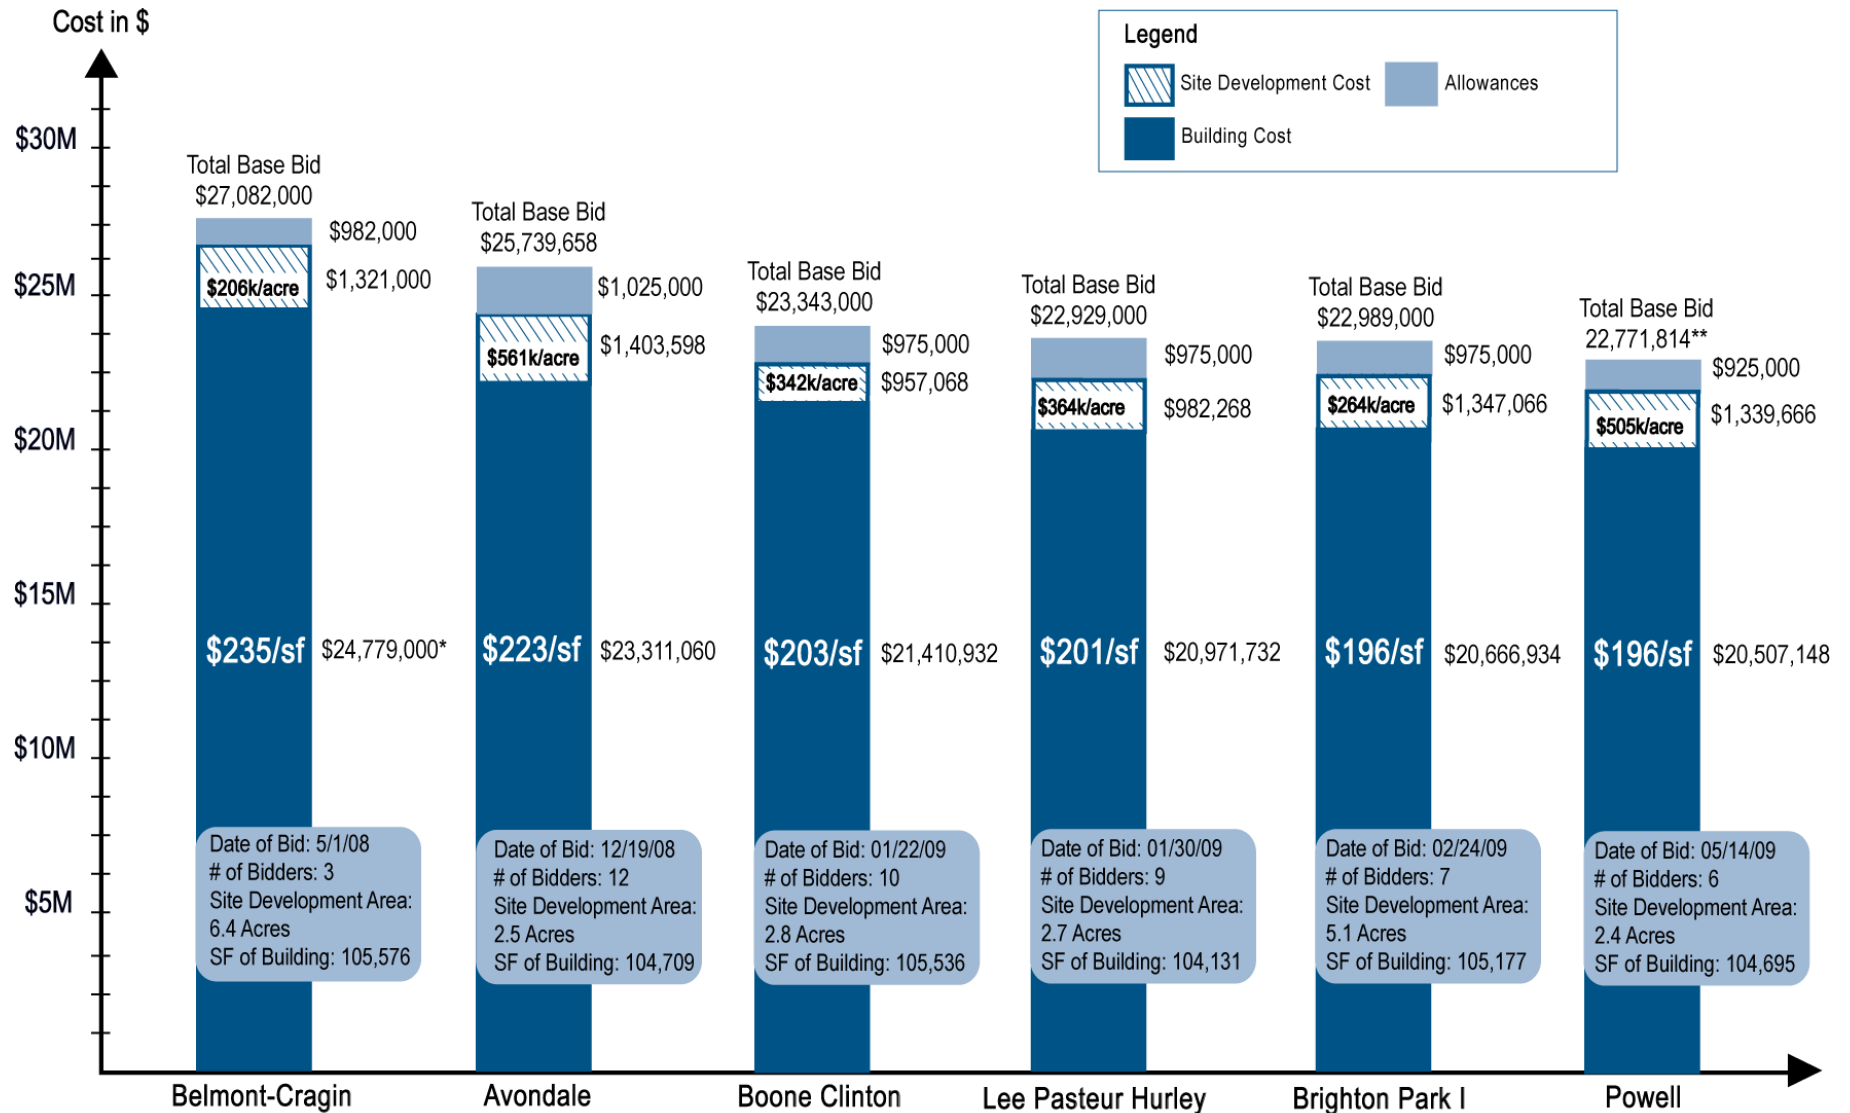 Cost in $
Legend
Site Development Cost
Allowances
Building Cost
$30M
$25M
$20M
$15M
$10M
$5M
Total Base Bid
$27,082,000
$982,000
$206k/acre
$1,321,000
$235/sf
$24,779,000*
Date of Bid: 5/1/08
# of Bidders: 3
Site Development Area:
6.4 Acres
SF of Building: 105,576
Belmont-Cragin
Total Base Bid
$25,739,658
$1,025,000
$561k/acre
$1,403,598
$223/sf
$23,311,060
Date of Bid: 12/19/08
# of Bidders: 12
Site Development Area:
2.5 Acres
SF of Building: 104,709
Avondale
Total Base Bid
$23,343,000
$975,000
$342k/acre
$957,068
$203/sf
$21,410,932
Date of Bid: 01/22/09
# of Bidders: 10
Site Development Area:
2.8 Acres
SF of Building: 105,536
Boone Clinton
Total Base Bid
$22,929,000
$975,000
$364k/acre
$982,268
$201/sf
$20,971,732
Date of Bid: 01/30/09
# of Bidders: 9
Site Development Area:
2.7 Acres
SF of Building: 104,131
Lee Pasteur Hurley
Total Base Bid
$22,989,000
$975,000
$264k/acre
$1,347,066
$196/sf
$20,666,934
Date of Bid: 02/24/09
# of Bidders: 7
Site Development Area:
5.1 Acres
SF of Building: 105,177
Brighton Park I
Total Base Bid
22,771,814**
$925,000
$505k/acre
$1,339,666
$196/sf
$20,507,148
Date of Bid: 05/14/09
# of Bidders: 6
Site Development Area:
2.4 Acres
SF of Building: 104,695
Powell